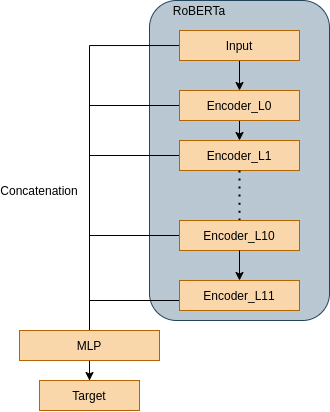 RoBERTa
Input
Encoder_L0
Encoder_L1
Concatenation
Encoder_L10
Encoder_L11
MLP
Target